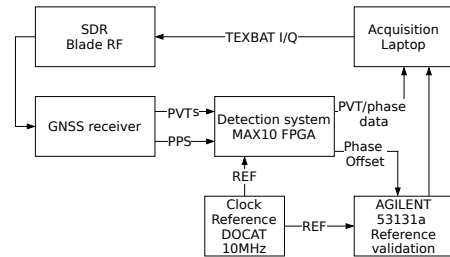 SDR
Blade RF
TEXBAT I/Q
Acquisition
Laptop
GNSS receiver
PVTs
PPS
Detection system
MAX10 FPGA
PVT/phase
data
Phase
Offset
REF
Clock
Reference
DOCAT
10MHz
REF
AGILENT
53131a
Reference
validation